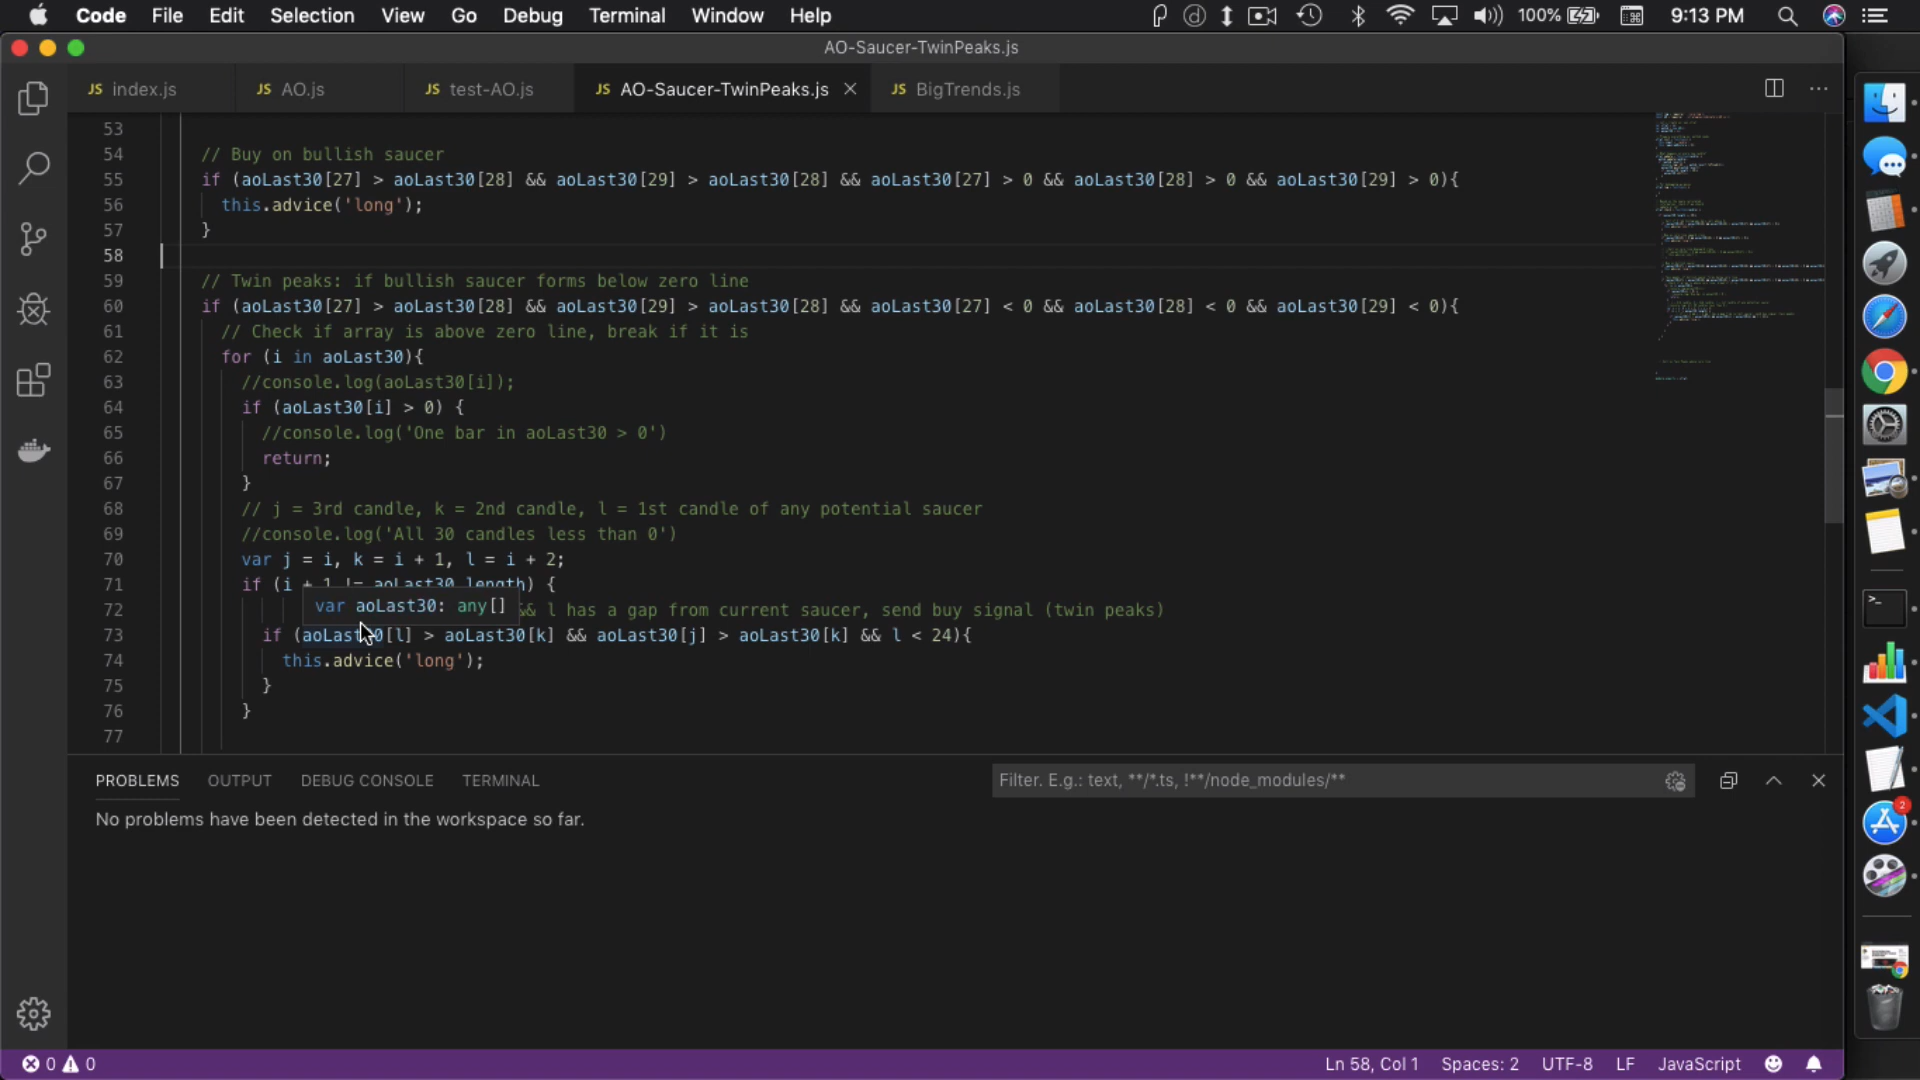 Code File Edit Selection View Go Debug Terminal Window Help 100% 9:13 PM
AO-Saucer-TwinPeaks.js
JS index.js JS AO.js JS test-AO.js JS AO-Saucer-TwinPeaks.js JS BigTrends.js
53
54 // Buy on bullish saucer
55 if (aoLast30[27] > aoLast30[28] && aoLast30[29] > aoLast30[28] && aoLast30[27] > 0 && aoLast30[28] > 0 && aoLast30[29] > 0){
56 this.advice('long');
57 }
58
59 // Twin peaks: if bullish saucer forms below zero line
60 if (aoLast30[27] > aoLast30[28] && aoLast30[29] > aoLast30[28] && aoLast30[27] < 0 && aoLast30[28] < 0 && aoLast30[29] < 0){
61 // Check if array is above zero line, break if it is
62 for (i in aoLast30){
63 //console.log(aoLast30[i]);
64 if (aoLast30[i] > 0) {
65 //console.log('One bar in aoLast30 > 0')
66 return;
67 }
68 // j = 3rd candle, k = 2nd candle, l = 1st candle of any potential saucer
69 //console.log('All 30 candles less than 0')
70 var j = i, k = i + 1, l = i + 2;
71 if (i + 1 != aoLast30.length) {
var aoLast30: any[]
72 && l has a gap from current saucer, send buy signal (twin peaks)
73 if (aoLast30[l] > aoLast30[k] && aoLast30[j] > aoLast30[k] && l < 24){
74 this.advice('long');
75 }
76 }
77
PROBLEMS OUTPUT DEBUG CONSOLE TERMINAL Filter. E.g.: text, **/*.ts, !**/node_modules/**
No problems have been detected in the workspace so far.
0 0 Ln 58, Col 1 Spaces: 2 UTF-8 LF JavaScript
2